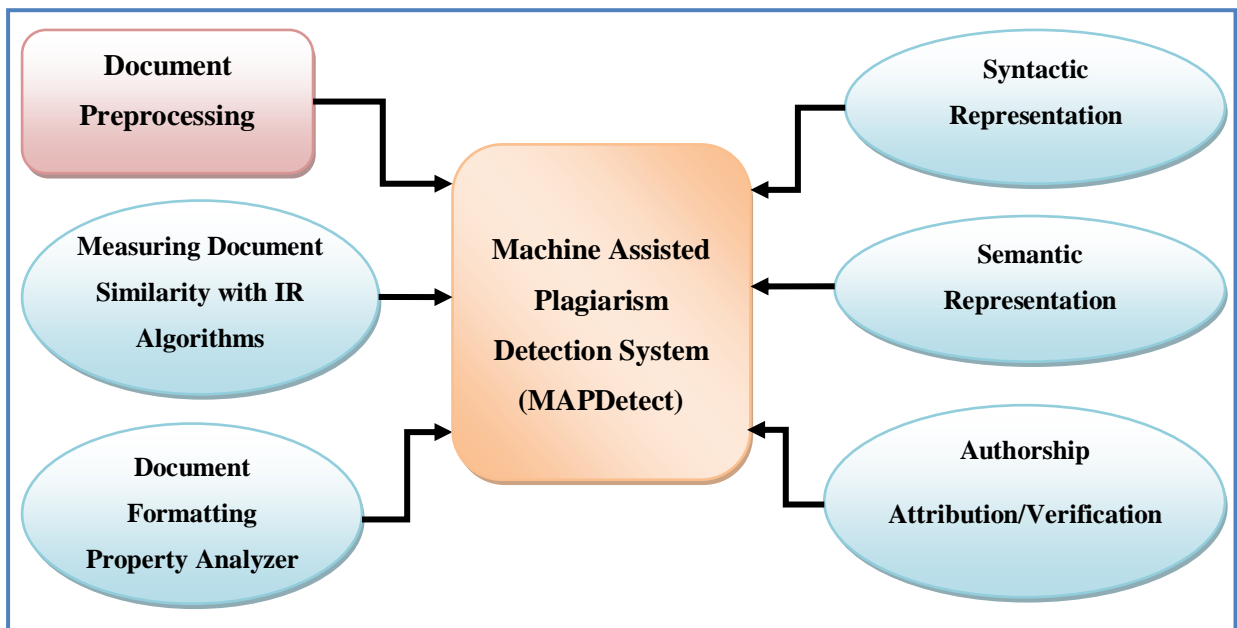 Document
Preprocessing
Measuring Document
Similarity with IR
Algorithms
Document
Formatting
Property Analyzer
Machine Assisted
Plagiarism
Detection System
(MAPDetect)
Syntactic
Representation
Semantic
Representation
Authorship
Attribution/Verification